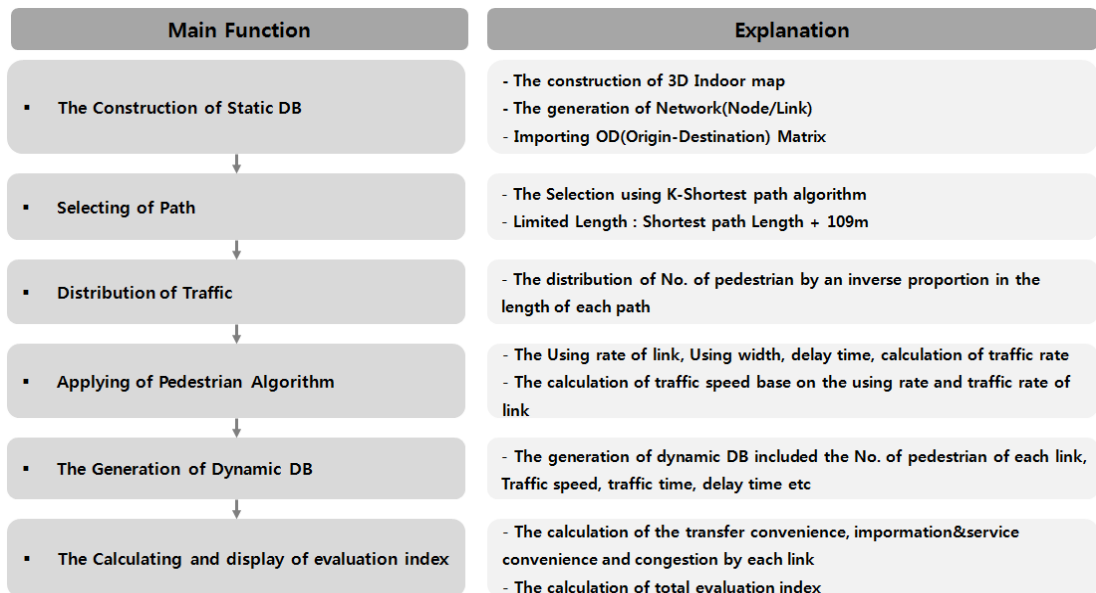 Main Function
Explanation
▪ The Construction of Static DB
- The construction of 3D Indoor map
- The generation of Network(Node/Link)
- Importing OD(Origin-Destination) Matrix
▪ Selecting of Path
- The Selection using K-Shortest path algorithm
- Limited Length : Shortest path Length + 109m
▪ Distribution of Traffic
- The distribution of No. of pedestrian by an inverse proportion in the
length of each path
▪ Applying of Pedestrian Algorithm
- The Using rate of link, Using width, delay time, calculation of traffic rate
- The calculation of traffic speed base on the using rate and traffic rate of
link
▪ The Generation of Dynamic DB
- The generation of dynamic DB included the No. of pedestrian of each link,
Traffic speed, traffic time, delay time etc
▪ The Calculating and display of evaluation index
- The calculation of the transfer convenience, impormation&service
convenience and congestion by each link
- The calculation of total evaluation index